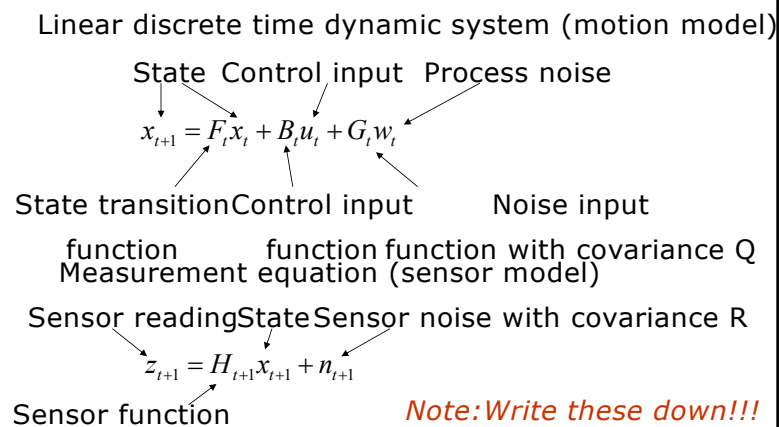 Linear discrete time dynamic system (motion model)
State Control input Process noise
x_{t+1} = F_t x_t + B_t u_t + G_t w_t
State transition Control input Noise input
function function function with covariance Q
Measurement equation (sensor model)
Sensor reading State Sensor noise with covariance R
z_{t+1} = H_{t+1} x_{t+1} + n_{t+1}
Sensor function Note:Write these down!!!